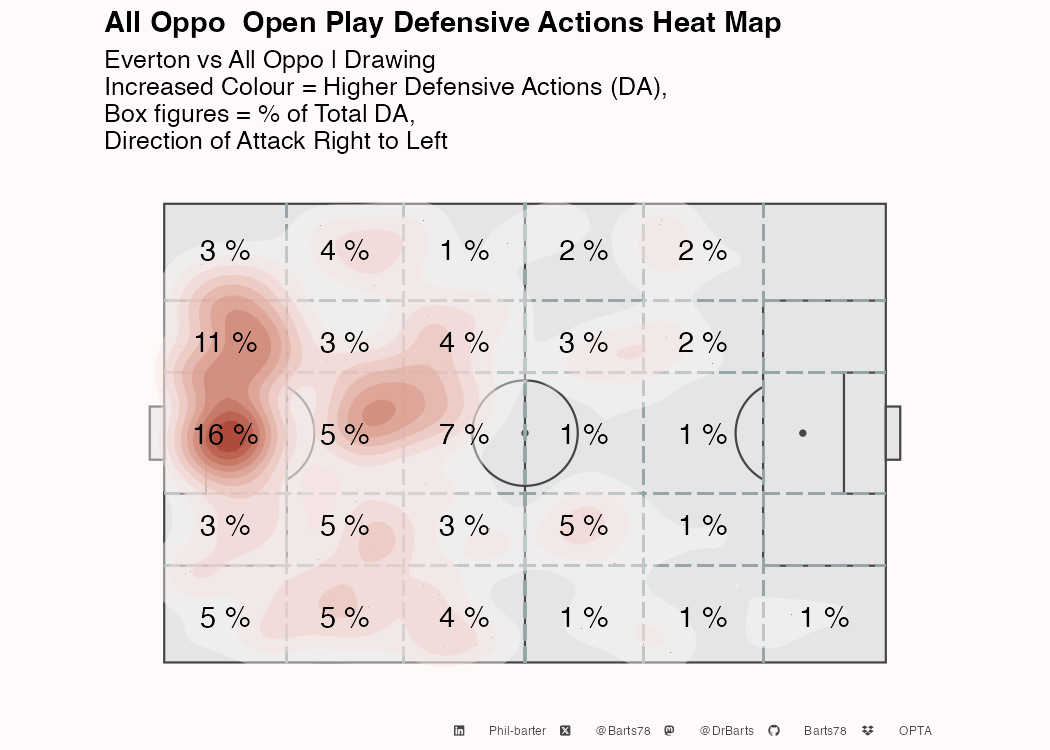 All Oppo  Open Play Defensive Actions Heat Map
Everton vs All Oppo | Drawing
Increased Colour = Higher Defensive Actions (DA),
Box figures = % of Total DA,
Direction of Attack Right to Left
3 % 4 % 1 % 2 % 2 %
11 % 3 % 4 % 3 % 2 %
16 % 5 % 7 % 1 % 1 %
3 % 5 % 3 % 5 % 1 %
5 % 5 % 4 % 1 % 1 % 1 %
Phil-barter @Barts78 @DrBarts Barts78 OPTA